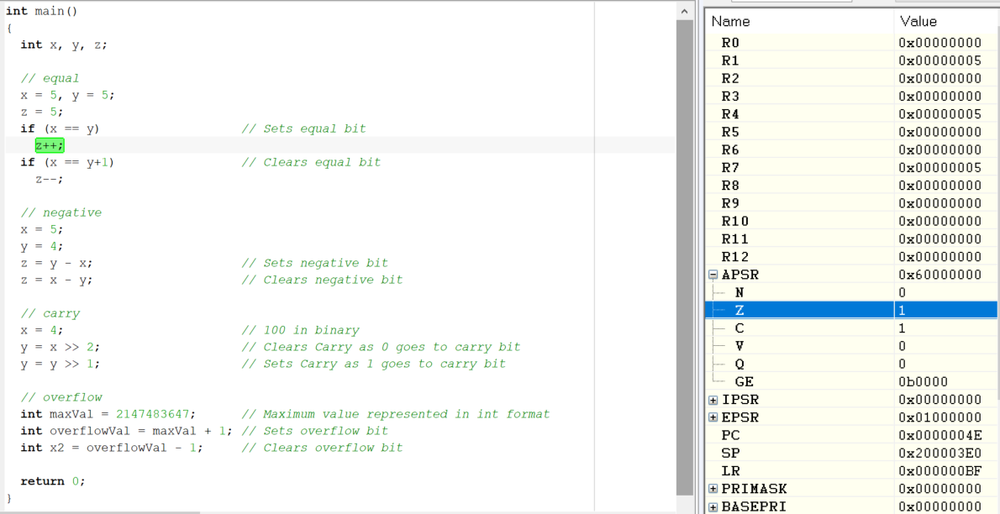 int main()
{
int x, y, z;
// equal
x = 5, y = 5;
z = 5;
if (x == y) // Sets equal bit
z++;
if (x == y+1) // Clears equal bit
z--;
// negative
x = 5;
y = 4;
z = y - x; // Sets negative bit
z = x - y; // Clears negative bit
// carry
x = 4; // 100 in binary
y = x >> 2; // Clears Carry as 0 goes to carry bit
y = y >> 1; // Sets Carry as 1 goes to carry bit
// overflow
int maxVal = 2147483647; // Maximum value represented in int format
int overflowVal = maxVal + 1; // Sets overflow bit
int x2 = overflowVal - 1; // Clears overflow bit
return 0;
}
Name Value
R0 0x00000000
R1 0x00000005
R2 0x00000000
R3 0x00000000
R4 0x00000005
R5 0x00000000
R6 0x00000000
R7 0x00000005
R8 0x00000000
R9 0x00000000
R10 0x00000000
R11 0x00000000
R12 0x00000000
APSR 0x60000000
N 0
Z 1
C 1
V 0
Q 0
GE 0b0000
IPSR 0x00000000
EPSR 0x01000000
PC 0x0000004E
SP 0x200003E0
LR 0x000000BF
PRIMASK 0x00000000
BASEPRI 0x00000000